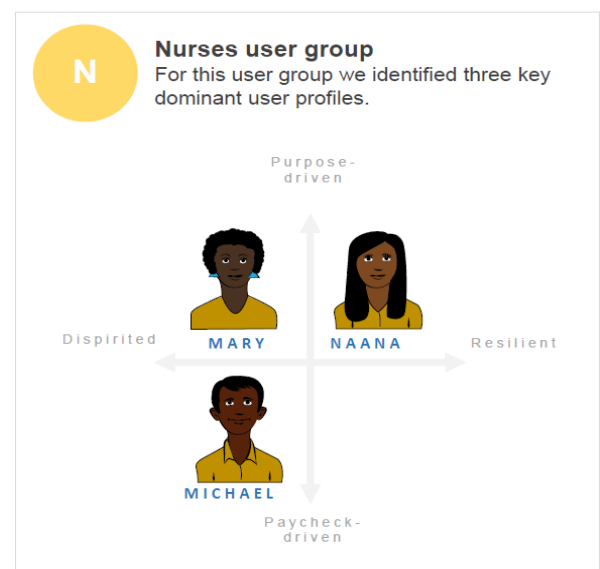 N
Nurses user group
For this user group we identified three key
dominant user profiles.
Purpose-
driven
Dispirited
MARY
NAANA
Resilient
MICHAEL
Paycheck-
driven